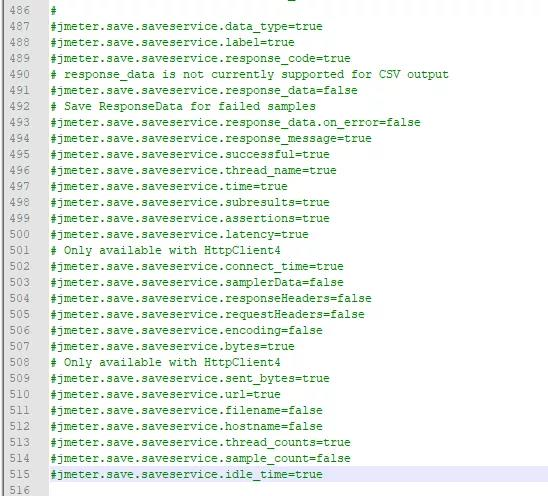 486 #
487 #jmeter.save.saveservice.data_type=true
488 #jmeter.save.saveservice.label=true
489 #jmeter.save.saveservice.response_code=true
490 # response_data is not currently supported for CSV output
491 #jmeter.save.saveservice.response_data=false
492 # Save ResponseData for failed samples
493 #jmeter.save.saveservice.response_data.on_error=false
494 #jmeter.save.saveservice.response_message=true
495 #jmeter.save.saveservice.successful=true
496 #jmeter.save.saveservice.thread_name=true
497 #jmeter.save.saveservice.time=true
498 #jmeter.save.saveservice.subresults=true
499 #jmeter.save.saveservice.assertions=true
500 #jmeter.save.saveservice.latency=true
501 # Only available with HttpClient4
502 #jmeter.save.saveservice.connect_time=true
503 #jmeter.save.saveservice.samplerData=false
504 #jmeter.save.saveservice.responseHeaders=false
505 #jmeter.save.saveservice.requestHeaders=false
506 #jmeter.save.saveservice.encoding=false
507 #jmeter.save.saveservice.bytes=true
508 # Only available with HttpClient4
509 #jmeter.save.saveservice.sent_bytes=true
510 #jmeter.save.saveservice.url=true
511 #jmeter.save.saveservice.filename=false
512 #jmeter.save.saveservice.hostname=false
513 #jmeter.save.saveservice.thread_counts=true
514 #jmeter.save.saveservice.sample_count=false
515 #jmeter.save.saveservice.idle_time=true
516